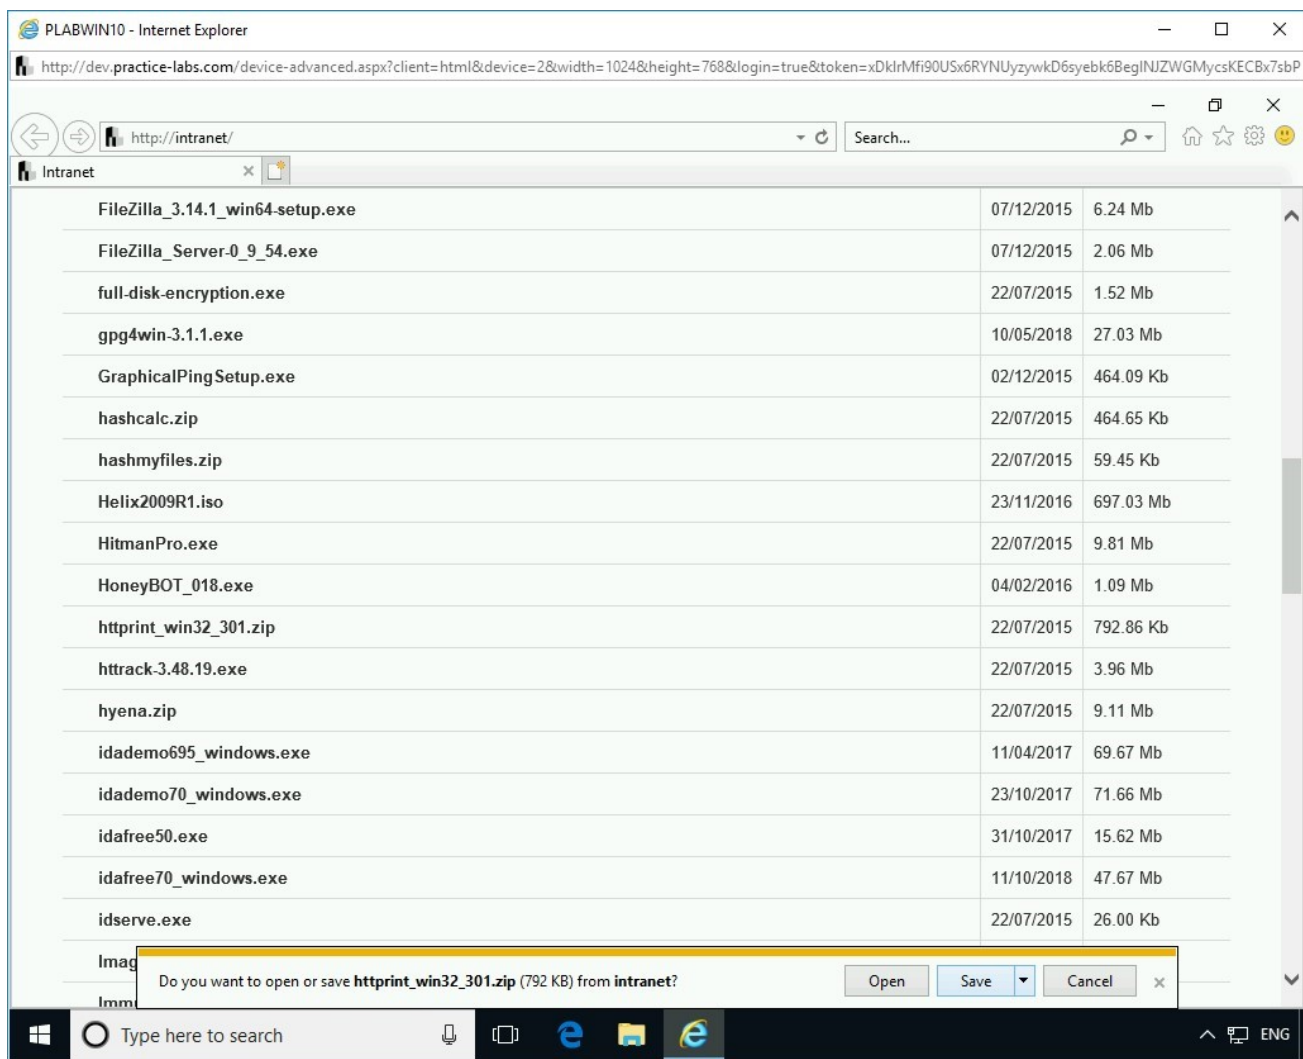 PLABWIN10 - Internet Explorer
http://dev.practice-labs.com/device-advanced.aspx?client=html&device=2&width=1024&height=768&login=true&token=xDkIrMfi90USx6RYNUyzywkD6syebk6BegINJZWGMycsKECBx7sbP
http://intranet/ Search...
Intranet
FileZilla_3.14.1_win64-setup.exe 07/12/2015 6.24 Mb
FileZilla_Server-0_9_54.exe 07/12/2015 2.06 Mb
full-disk-encryption.exe 22/07/2015 1.52 Mb
gpg4win-3.1.1.exe 10/05/2018 27.03 Mb
GraphicalPingSetup.exe 02/12/2015 464.09 Kb
hashcalc.zip 22/07/2015 464.65 Kb
hashmyfiles.zip 22/07/2015 59.45 Kb
Helix2009R1.iso 23/11/2016 697.03 Mb
HitmanPro.exe 22/07/2015 9.81 Mb
HoneyBOT_018.exe 04/02/2016 1.09 Mb
httprint_win32_301.zip 22/07/2015 792.86 Kb
httrack-3.48.19.exe 22/07/2015 3.96 Mb
hyena.zip 22/07/2015 9.11 Mb
idademo695_windows.exe 11/04/2017 69.67 Mb
idademo70_windows.exe 23/10/2017 71.66 Mb
idafree50.exe 31/10/2017 15.62 Mb
idafree70_windows.exe 11/10/2018 47.67 Mb
idserve.exe 22/07/2015 26.00 Kb
Imag
Do you want to open or save httprint_win32_301.zip (792 KB) from intranet? Open Save Cancel
Type here to search ENG